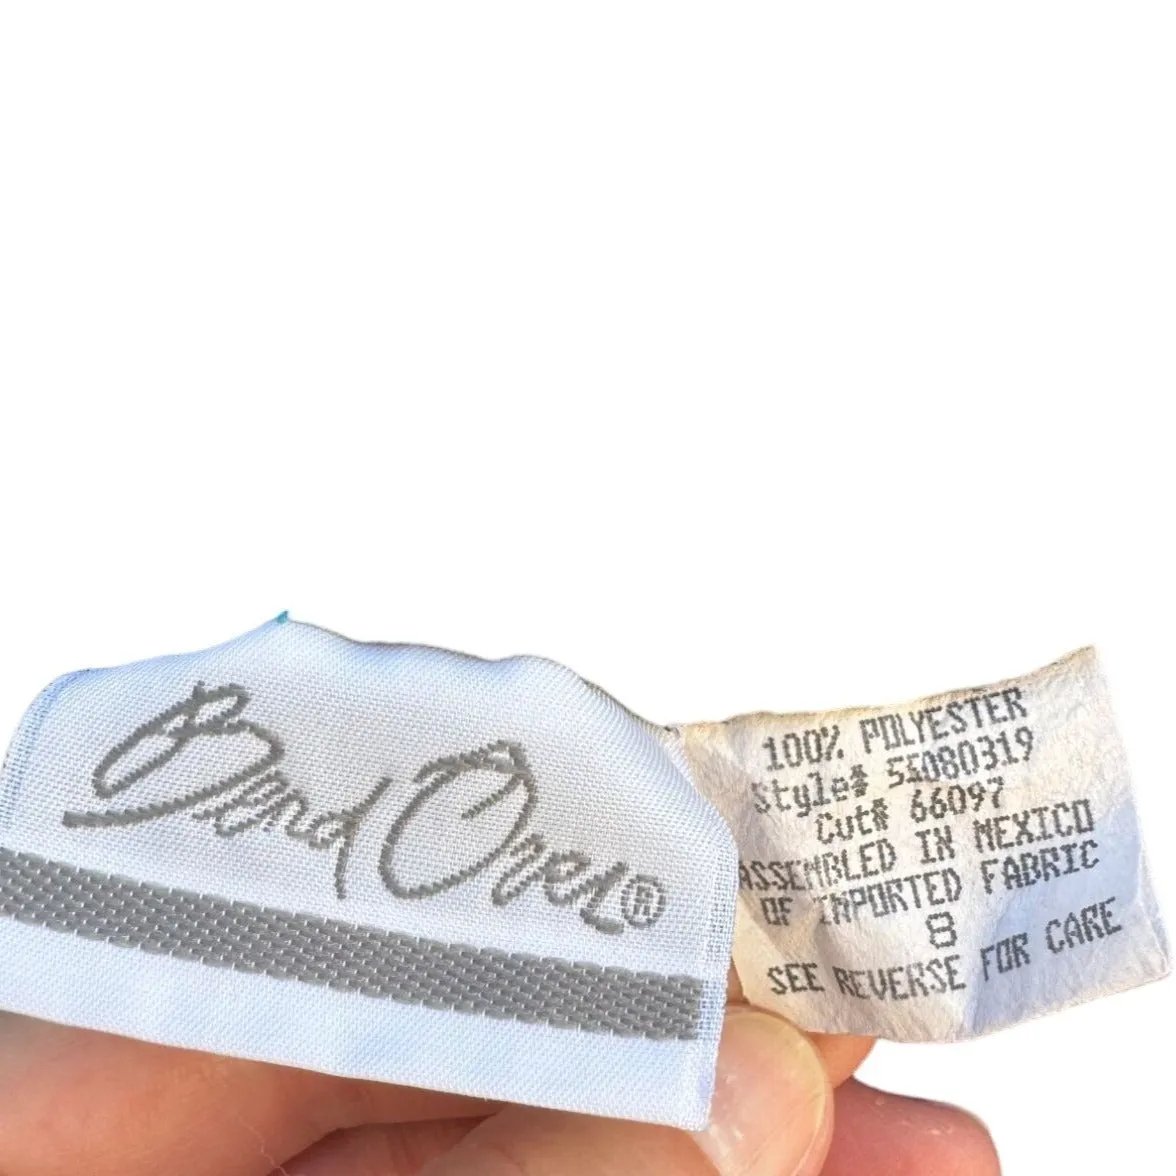 Bend Over®
100% POLYESTER
Style# 55080319
Cut# 66097
ASSEMBLED IN MEXICO
OF IMPORTED FABRIC
8
SEE REVERSE FOR CARE